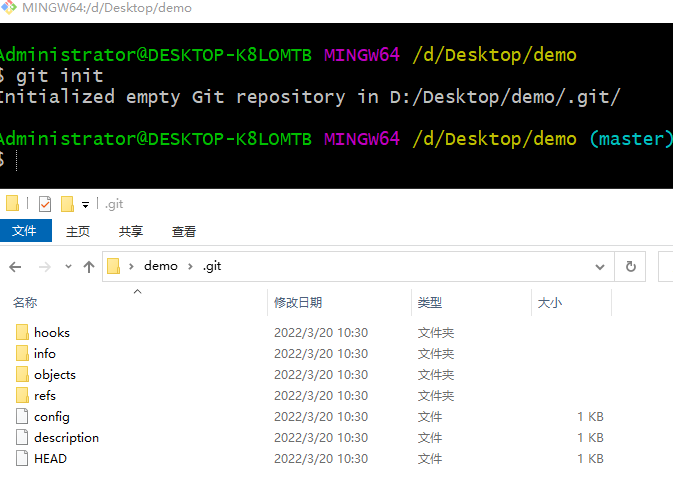 MINGW64:/d/Desktop/demo
Administrator@DESKTOP-K8LOMTB MINGW64 /d/Desktop/demo
$ git init
Initialized empty Git repository in D:/Desktop/demo/.git/
Administrator@DESKTOP-K8LOMTB MINGW64 /d/Desktop/demo (master)
$
.git
文件 主页 共享 查看
demo .git
名称 修改日期 类型 大小
hooks 2022/3/20 10:30 文件夹
info 2022/3/20 10:30 文件夹
objects 2022/3/20 10:30 文件夹
refs 2022/3/20 10:30 文件夹
config 2022/3/20 10:30 文件 1 KB
description 2022/3/20 10:30 文件 1 KB
HEAD 2022/3/20 10:30 文件 1 KB